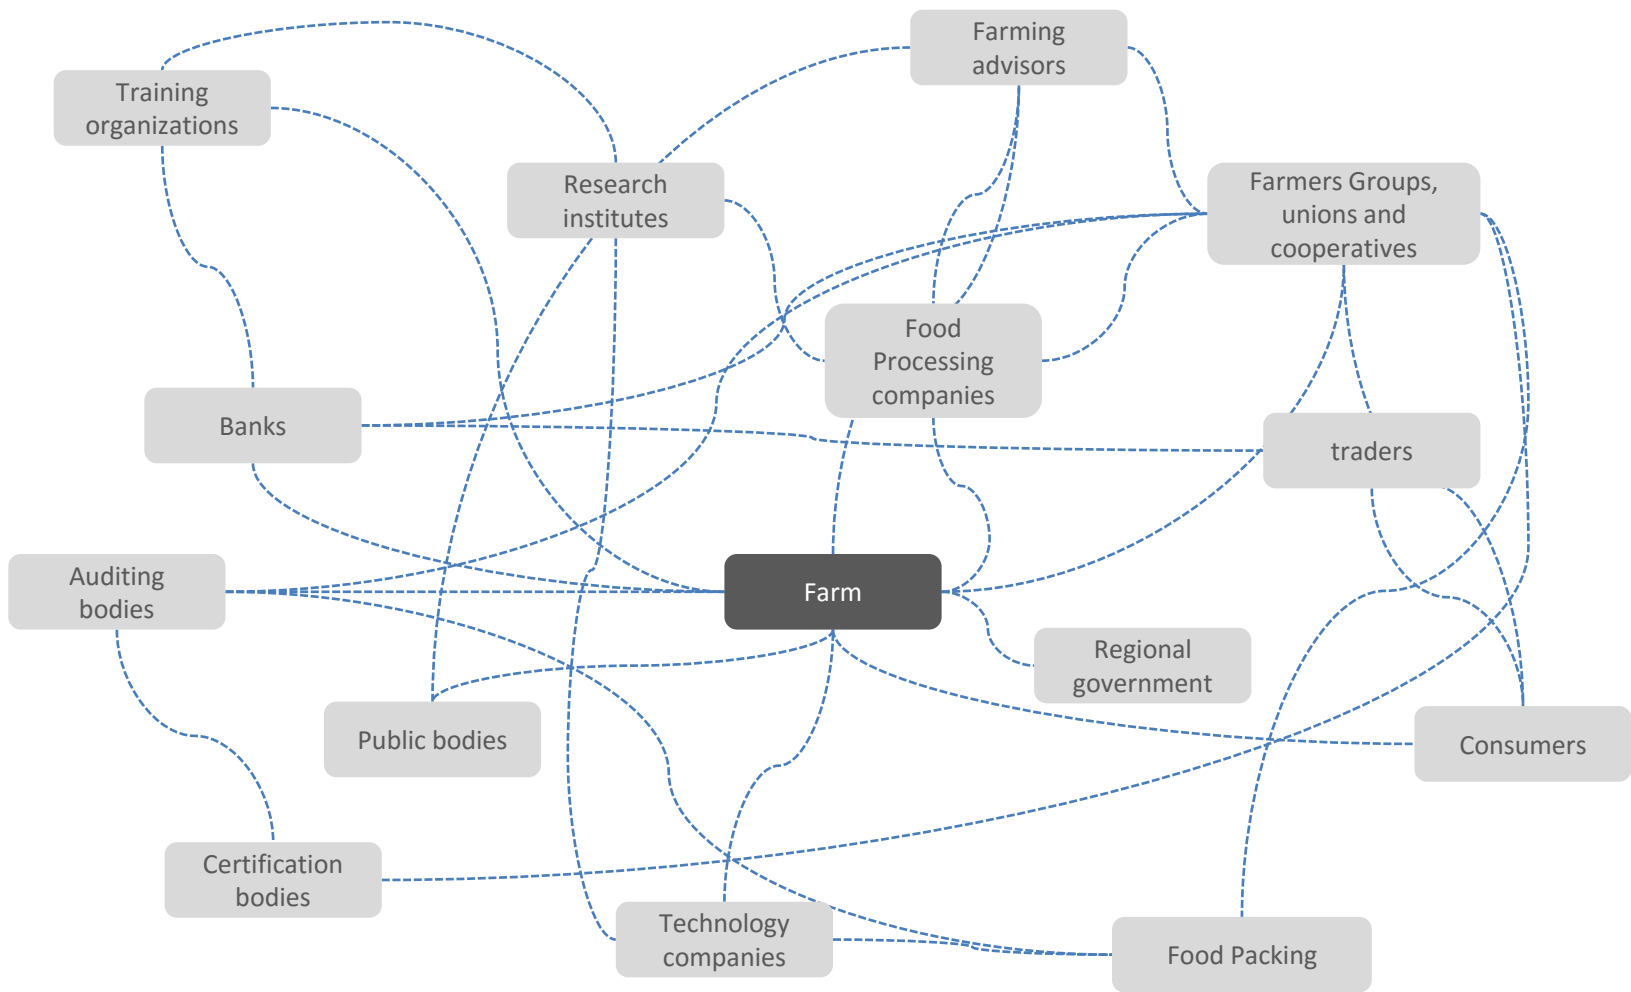 Farming
advisors
Training
organizations
Research
institutes
Farmers Groups,
unions and
cooperatives
Food
Processing
companies
Banks
traders
Auditing
bodies
Farm
Regional
government
Public bodies
Consumers
Certification
bodies
Technology
companies
Food Packing